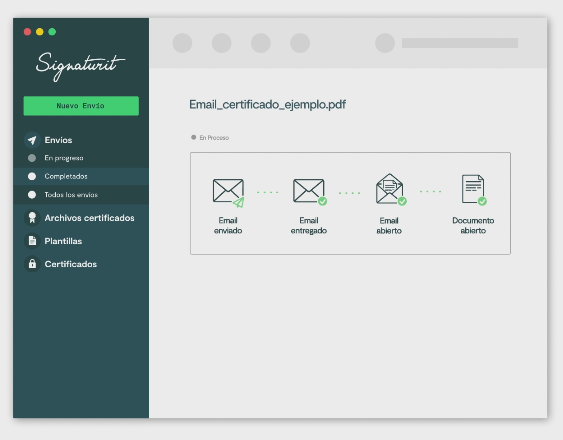 Signaturit
Nuevo Envío
Envíos
En progreso
Completados
Todos los envíos
Archivos certificados
Plantillas
Certificados
Email_certificado_ejemplo.pdf
En Proceso
Email
enviado
Email
entregado
Email
abierto
Documento
abierto